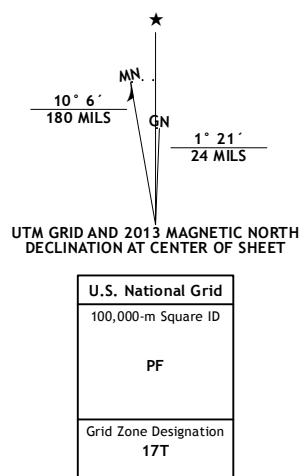 ★
MN
10° 6´
180 MILS
GN
1° 21´
24 MILS
UTM GRID AND 2013 MAGNETIC NORTH
DECLINATION AT CENTER OF SHEET
U.S. National Grid
100,000-m Square ID
PF
Grid Zone Designation
17T